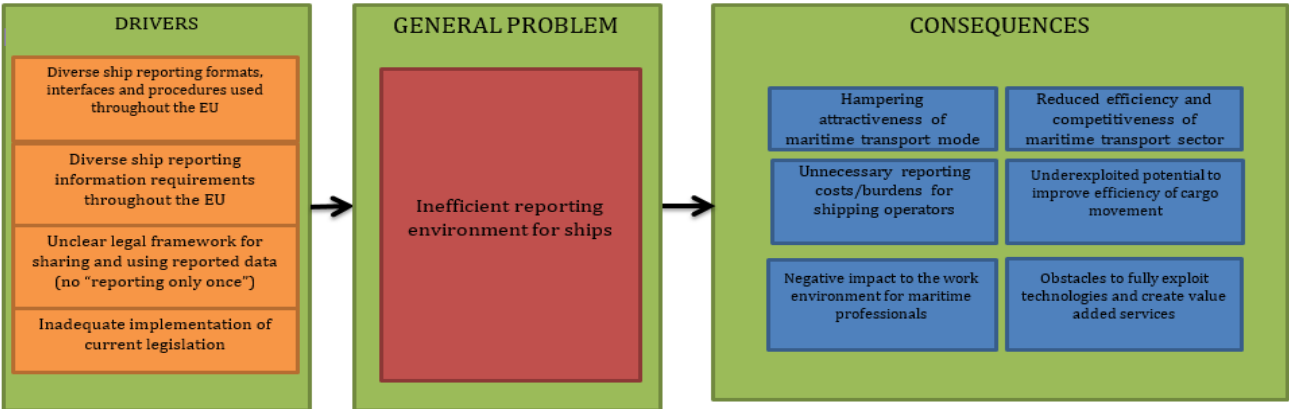 DRIVERS
Diverse ship reporting formats,
interfaces and procedures used
throughout the EU
Diverse ship reporting
information requirements
throughout the EU
Unclear legal framework for
sharing and using reported data
(no “reporting only once”)
Inadequate implementation of
current legislation
GENERAL PROBLEM
Inefficient reporting
environment for ships
CONSEQUENCES
Hampering
attractiveness of
maritime transport mode
Reduced efficiency and
competitiveness of
maritime transport sector
Unnecessary reporting
costs/burdens for
shipping operators
Underexploited potential to
improve efficiency of cargo
movement
Negative impact to the work
environment for maritime
professionals
Obstacles to fully exploit
technologies and create value
added services